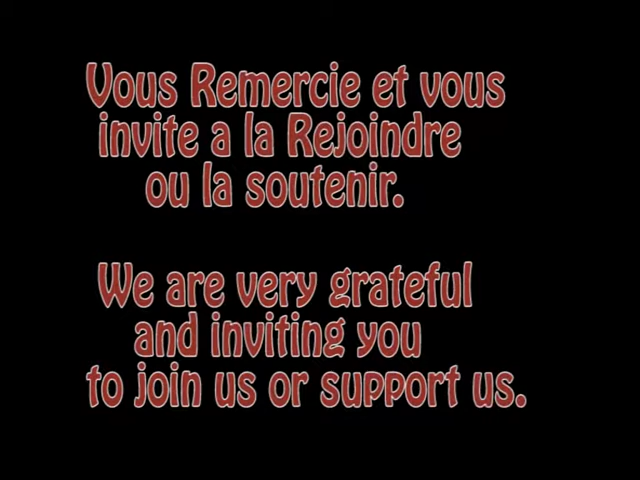 Vous Remercie et vous
invite a la Rejoindre
ou la soutenir.
We are very grateful
and inviting you
to join us or support us.